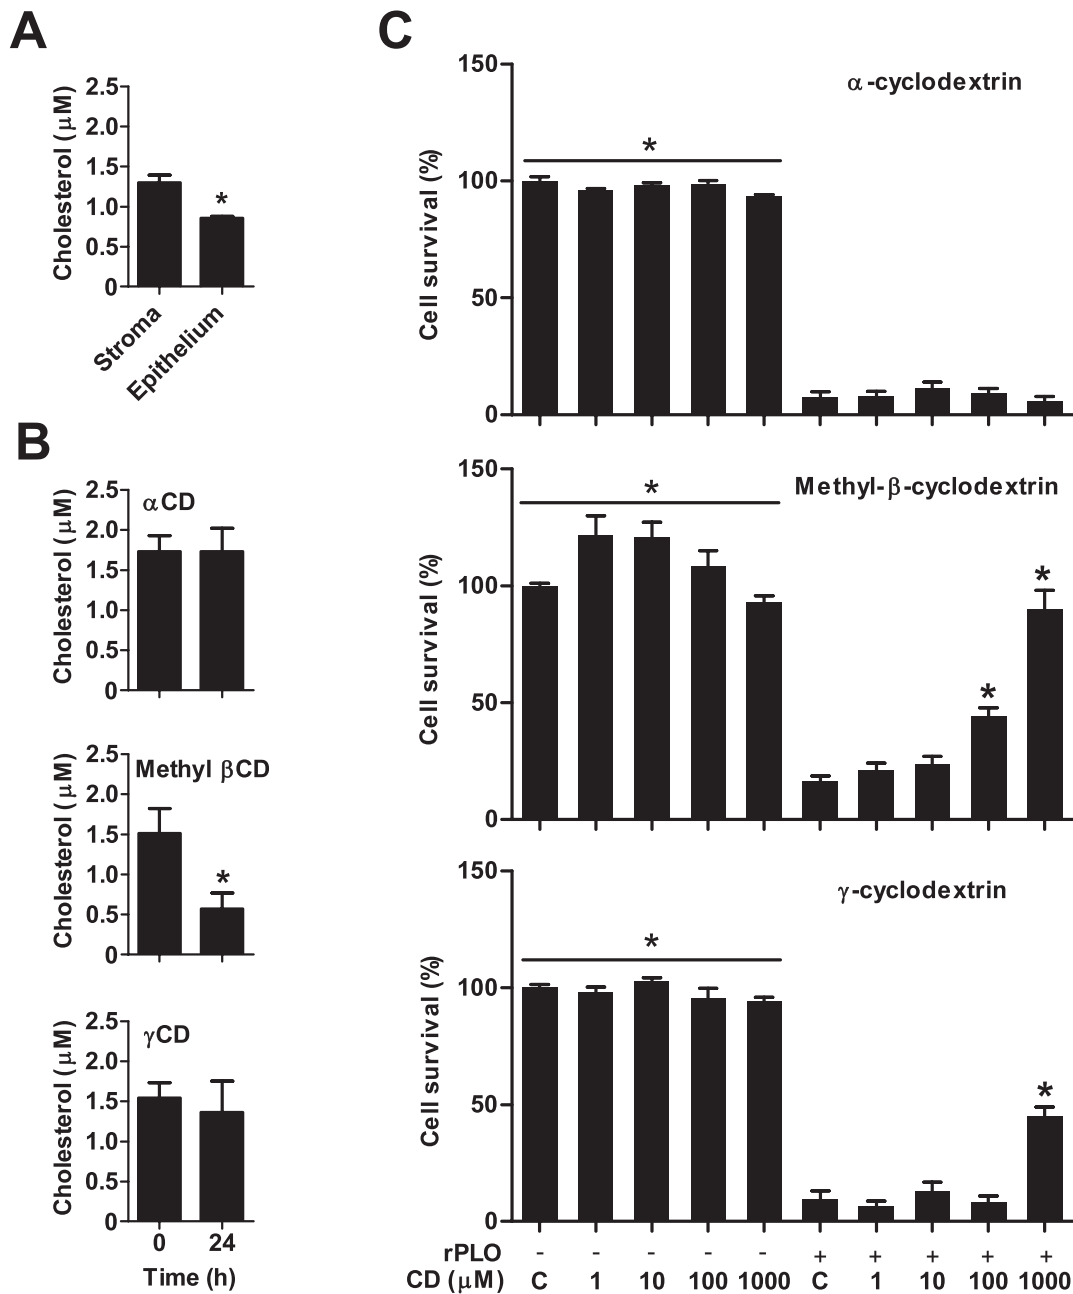 A
Cholesterol (μM)
2.5
2.0
1.5
1.0
0.5
0
*
Stroma
Epithelium
B
Cholesterol (μM)
2.5
2.0
1.5
1.0
0.5
0
αCD
Cholesterol (μM)
2.5
2.0
1.5
1.0
0.5
0
Methyl βCD
*
Cholesterol (μM)
2.5
2.0
1.5
1.0
0.5
0
γCD
0 24
Time (h)
C
Cell survival (%)
150
100
50
0
α-cyclodextrin
*
Cell survival (%)
150
100
50
0
Methyl-β-cyclodextrin
*
*
*
Cell survival (%)
150
100
50
0
γ-cyclodextrin
*
*
rPLO - - - - - + + + + +
CD (μM) C 1 10 100 1000 C 1 10 100 1000